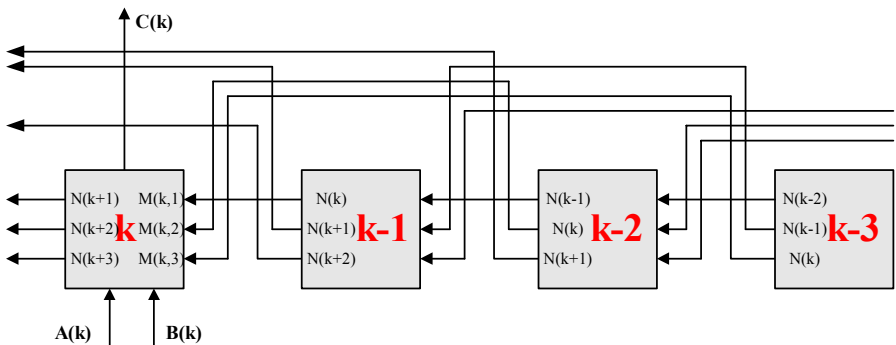 C(k)
N(k+1) M(k,1) N(k) N(k-1) N(k-2)
N(k+2) k M(k,2) N(k+1) k-1 N(k) k-2 N(k-1) k-3
N(k+3) M(k,3) N(k+2) N(k+1) N(k)
A(k) B(k)